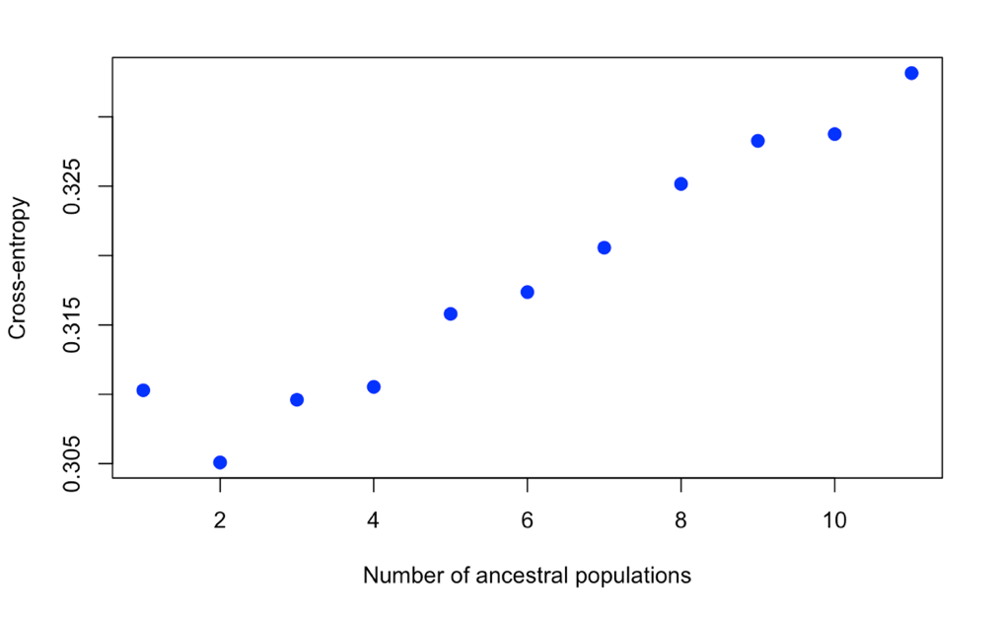 0.325
0.315
0.305
Cross-entropy
2 4 6 8 10
Number of ancestral populations